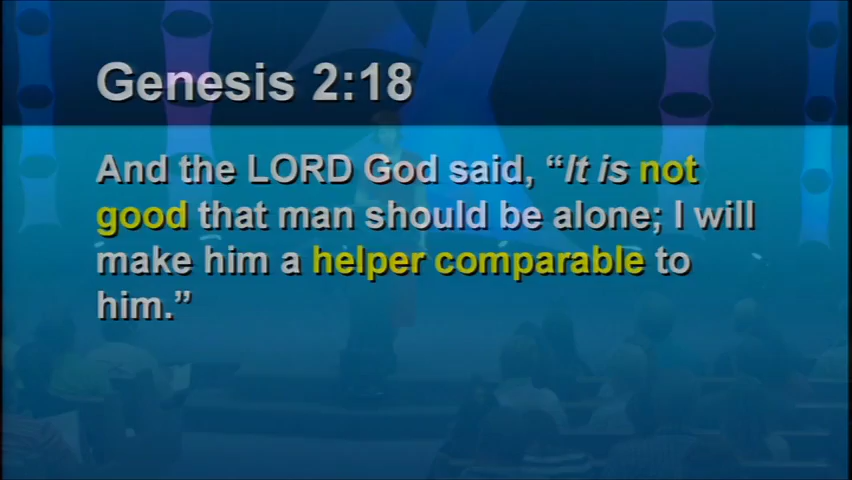 Genesis 2:18
And the LORD God said, “It is not
good that man should be alone; I will
make him a helper comparable to
him.”